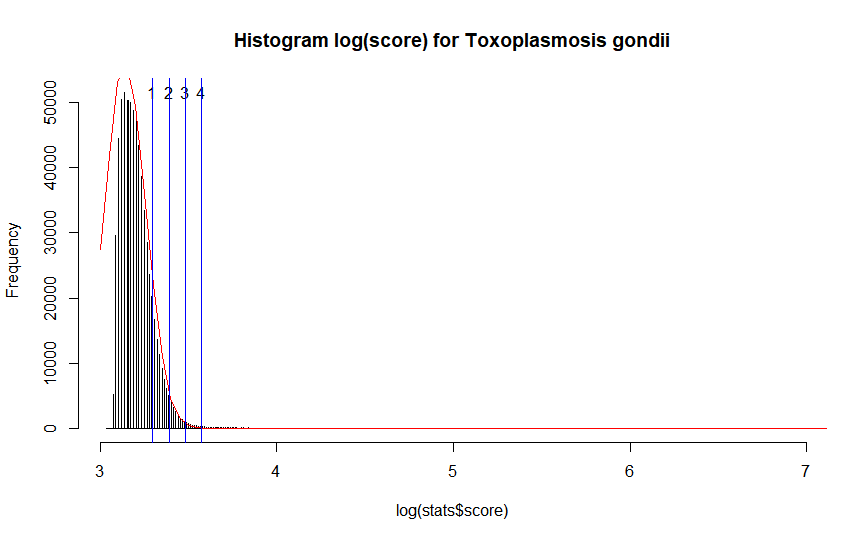 Histogram log(score) for Toxoplasmosis gondii
1 2 3 4
Frequency
50000
40000
30000
20000
10000
0
3 4 5 6 7
log(stats$score)